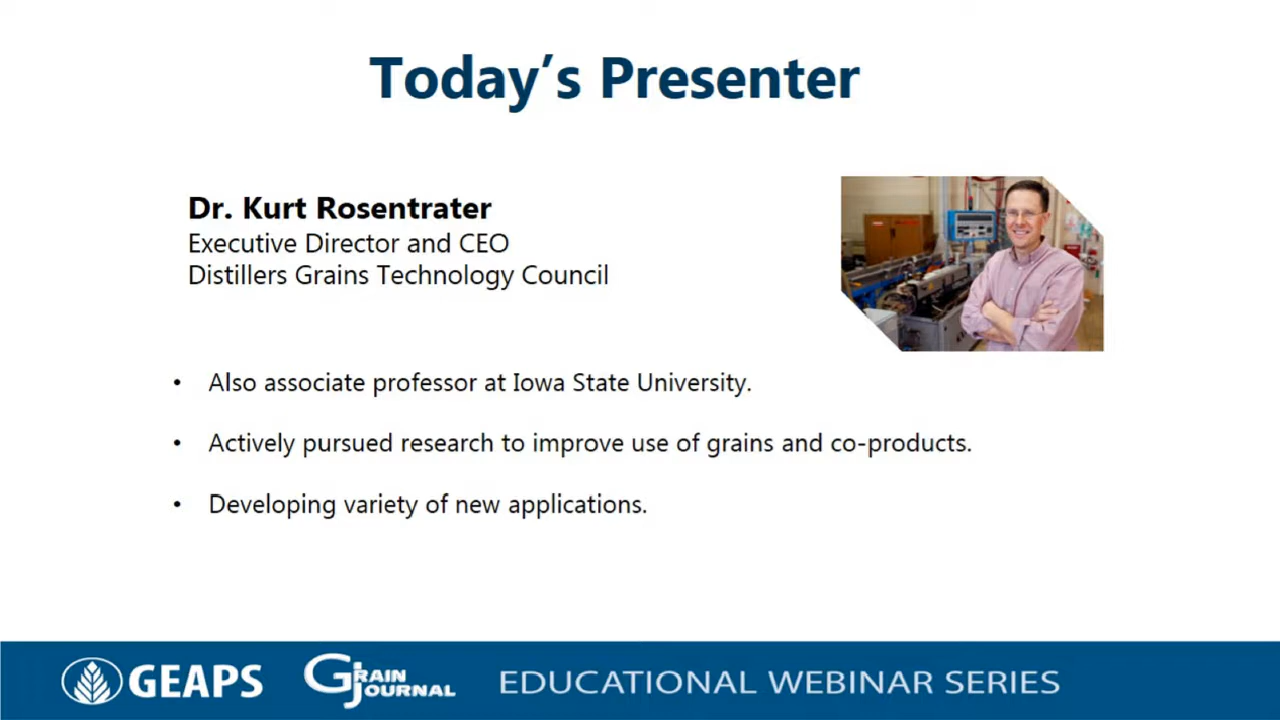 Today's Presenter
Dr. Kurt Rosentrater
Executive Director and CEO
Distillers Grains Technology Council
• Also associate professor at Iowa State University.
• Actively pursued research to improve use of grains and co-products.
• Developing variety of new applications.
GEAPS
GRAIN
JOURNAL
EDUCATIONAL WEBINAR SERIES